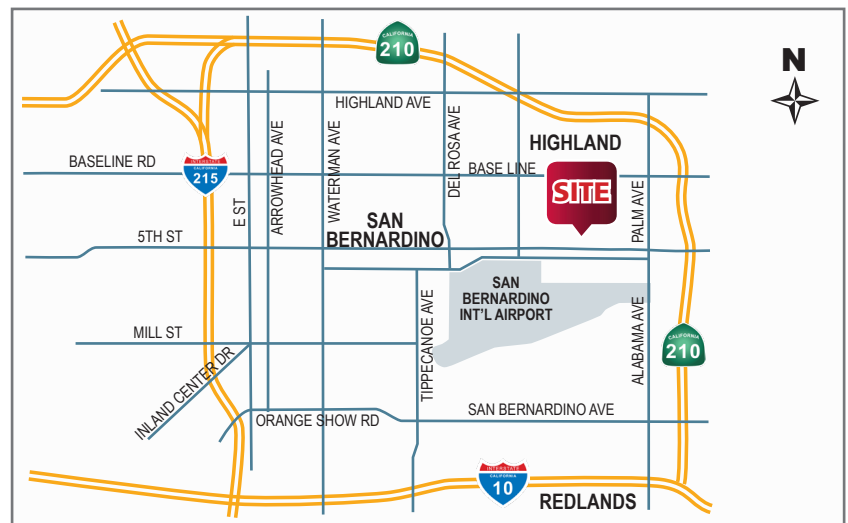 CALIFORNIA
210
N
HIGHLAND AVE
ARROWHEAD AVE
WATERMAN AVE
DEL ROSA AVE
HIGHLAND
BASELINE RD
INTERSTATE
CALIFORNIA
215
BASE LINE
SITE
E ST
PALM AVE
SAN
BERNARDINO
5TH ST
SAN
BERNARDINO
INT'L AIRPORT
TIPPECANOE AVE
ALABAMA AVE
MILL ST
CALIFORNIA
210
INLAND CENTER DR
ORANGE SHOW RD
SAN BERNARDINO AVE
INTERSTATE
CALIFORNIA
10
REDLANDS